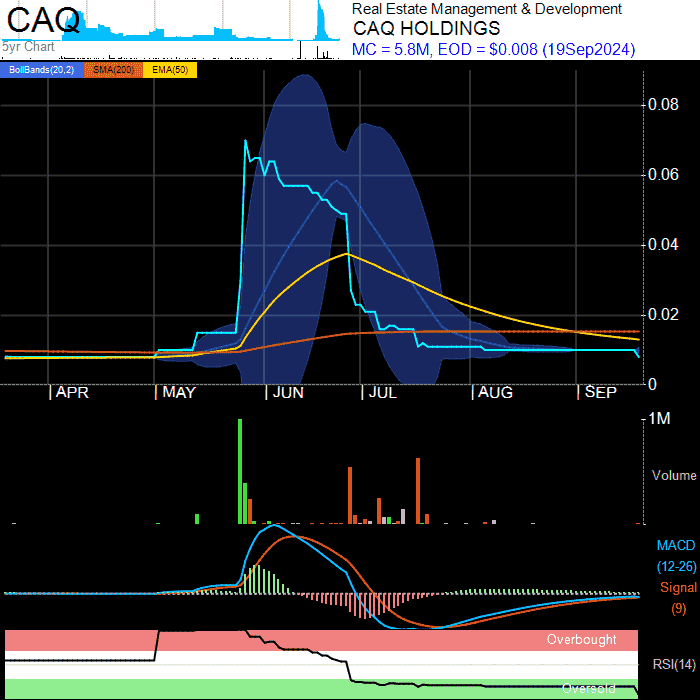 CAQ
5yr Chart
Real Estate Management & Development
CAQ HOLDINGS
MC = 5.8M, EOD = $0.008 (19Sep2024)
BollBands(20,2) SMA(200) EMA(50)
0.08
0.06
0.04
0.02
0
APR MAY JUN JUL AUG SEP
1M
Volume
MACD
(12-26)
Signal
(9)
Overbought
RSI(14)
Oversold